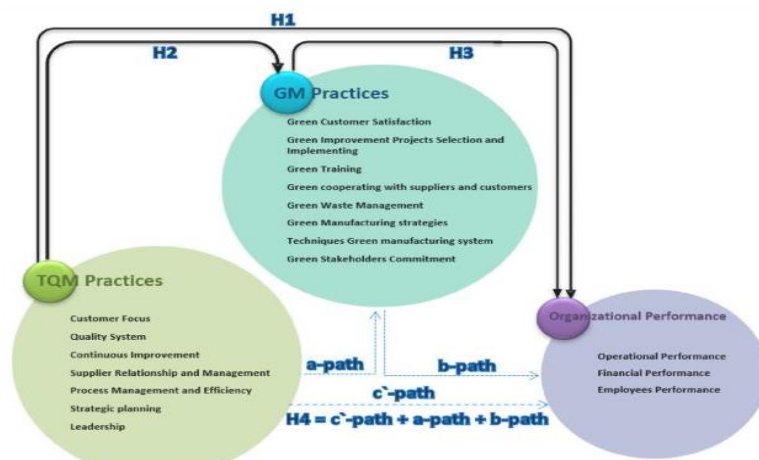 H1
H2
H3
GM Practices
Green Customer Satisfaction
Green Improvement Projects Selection and
Implementing
Green Training
Green cooperating with suppliers and customers
Green Waste Management
Green Manufacturing strategies
Techniques Green manufacturing system
Green Stakeholders Commitment
TQM Practices
Customer Focus
Quality System
Continuous Improvement
Supplier Relationship and Management
Process Management and Efficiency
Strategic planning
Leadership
Organizational Performance
Operational Performance
Financial Performance
Employees Performance
a-path
b-path
c`-path
H4 = c`-path + a-path + b-path